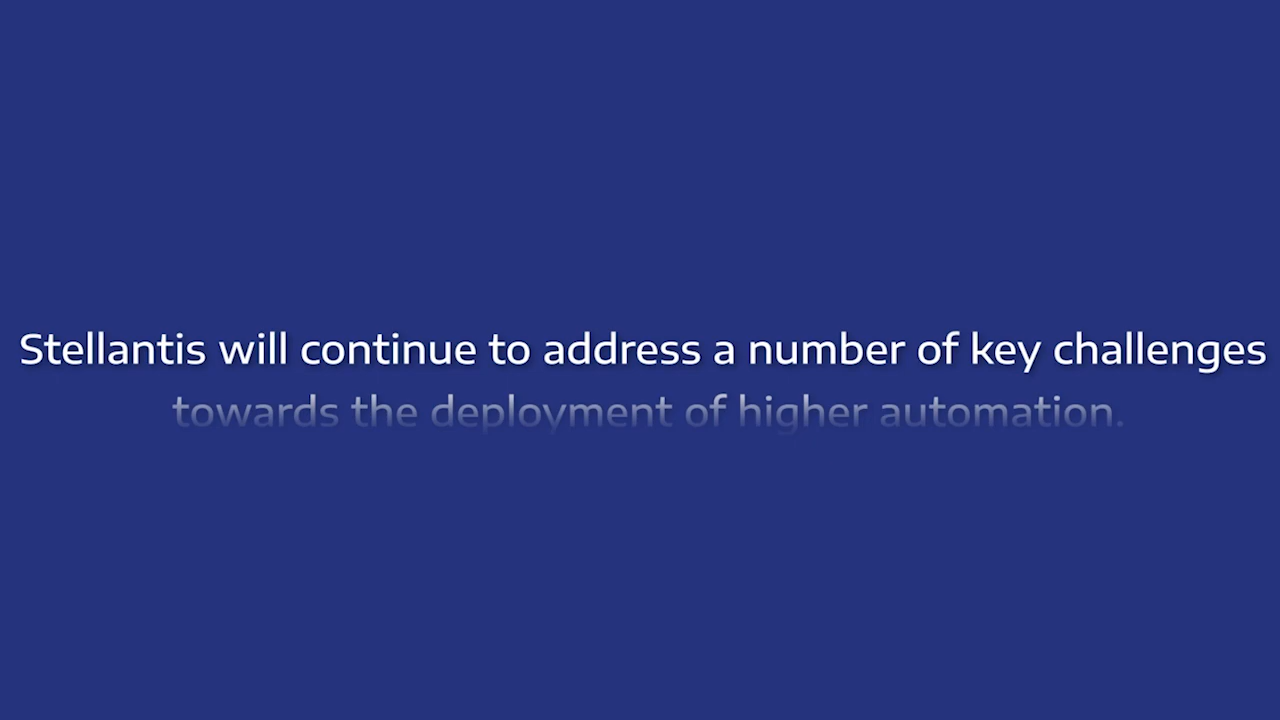 Stellantis will continue to address a number of key challenges
towards the deployment of higher automation.